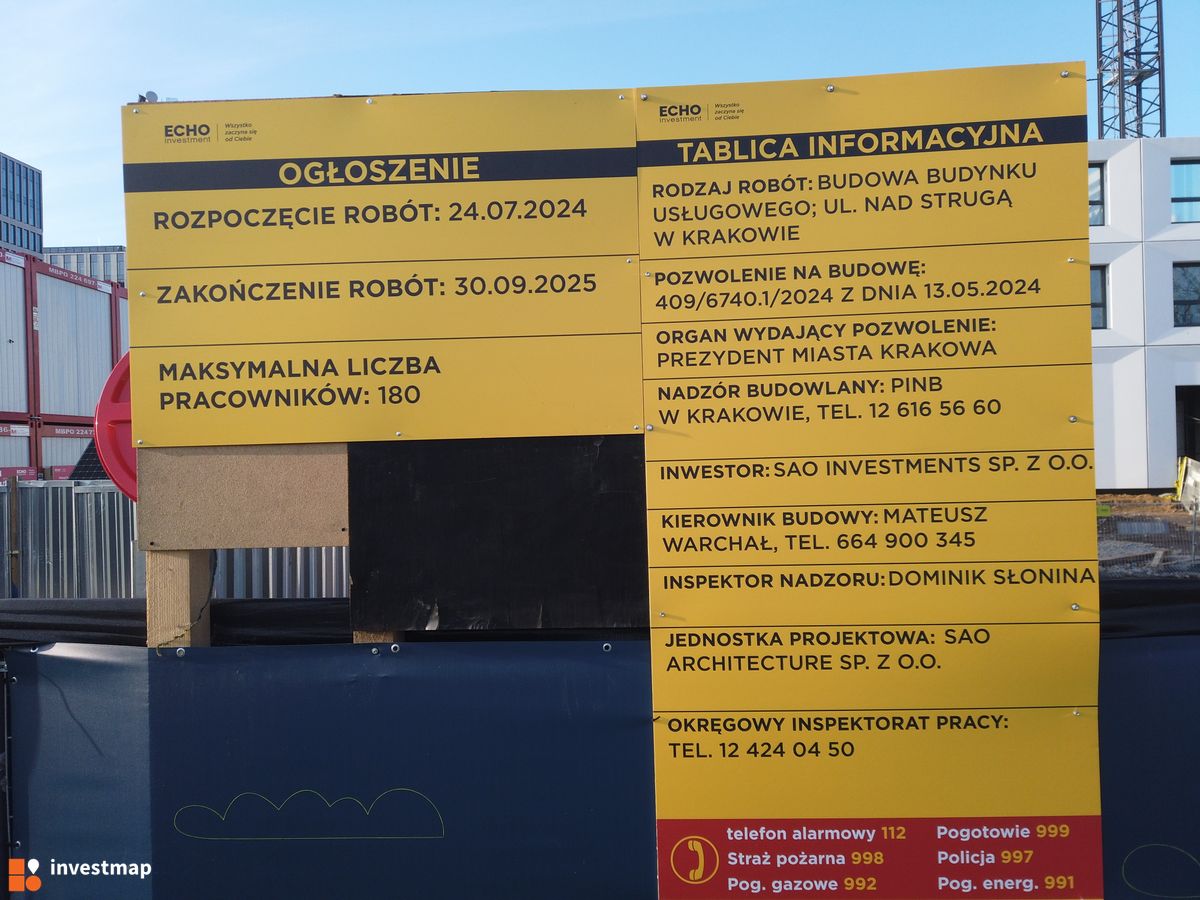 ECHO
investment
Wszystko
zaczyna się
od Ciebie
OGŁOSZENIE
ROZPOCZĘCIE ROBÓT: 24.07.2024
ZAKOŃCZENIE ROBÓT: 30.09.2025
MAKSYMALNA LICZBA
PRACOWNIKÓW: 180
ECHO
investment
Wszystko
zaczyna się
od Ciebie
TABLICA INFORMACYJNA
RODZAJ ROBÓT: BUDOWA BUDYNKU
USŁUGOWEGO; UL. NAD STRUGĄ
W KRAKOWIE
POZWOLENIE NA BUDOWĘ:
409/6740.1/2024 Z DNIA 13.05.2024
ORGAN WYDAJĄCY POZWOLENIE:
PREZYDENT MIASTA KRAKOWA
NADZÓR BUDOWLANY: PINB
W KRAKOWIE, TEL. 12 616 56 60
INWESTOR: SAO INVESTMENTS SP. Z O.O.
KIEROWNIK BUDOWY: MATEUSZ
WARCHAŁ, TEL. 664 900 345
INSPEKTOR NADZORU: DOMINIK SŁONINA
JEDNOSTKA PROJEKTOWA: SAO
ARCHITECTURE SP. Z O.O.
OKRĘGOWY INSPEKTORAT PRACY:
TEL. 12 424 04 50
telefon alarmowy 112 Pogotowie 999
Straż pożarna 998 Policja 997
Pog. gazowe 992 Pog. energ. 991
MBPO 224 697
MBPO 2247
investmap